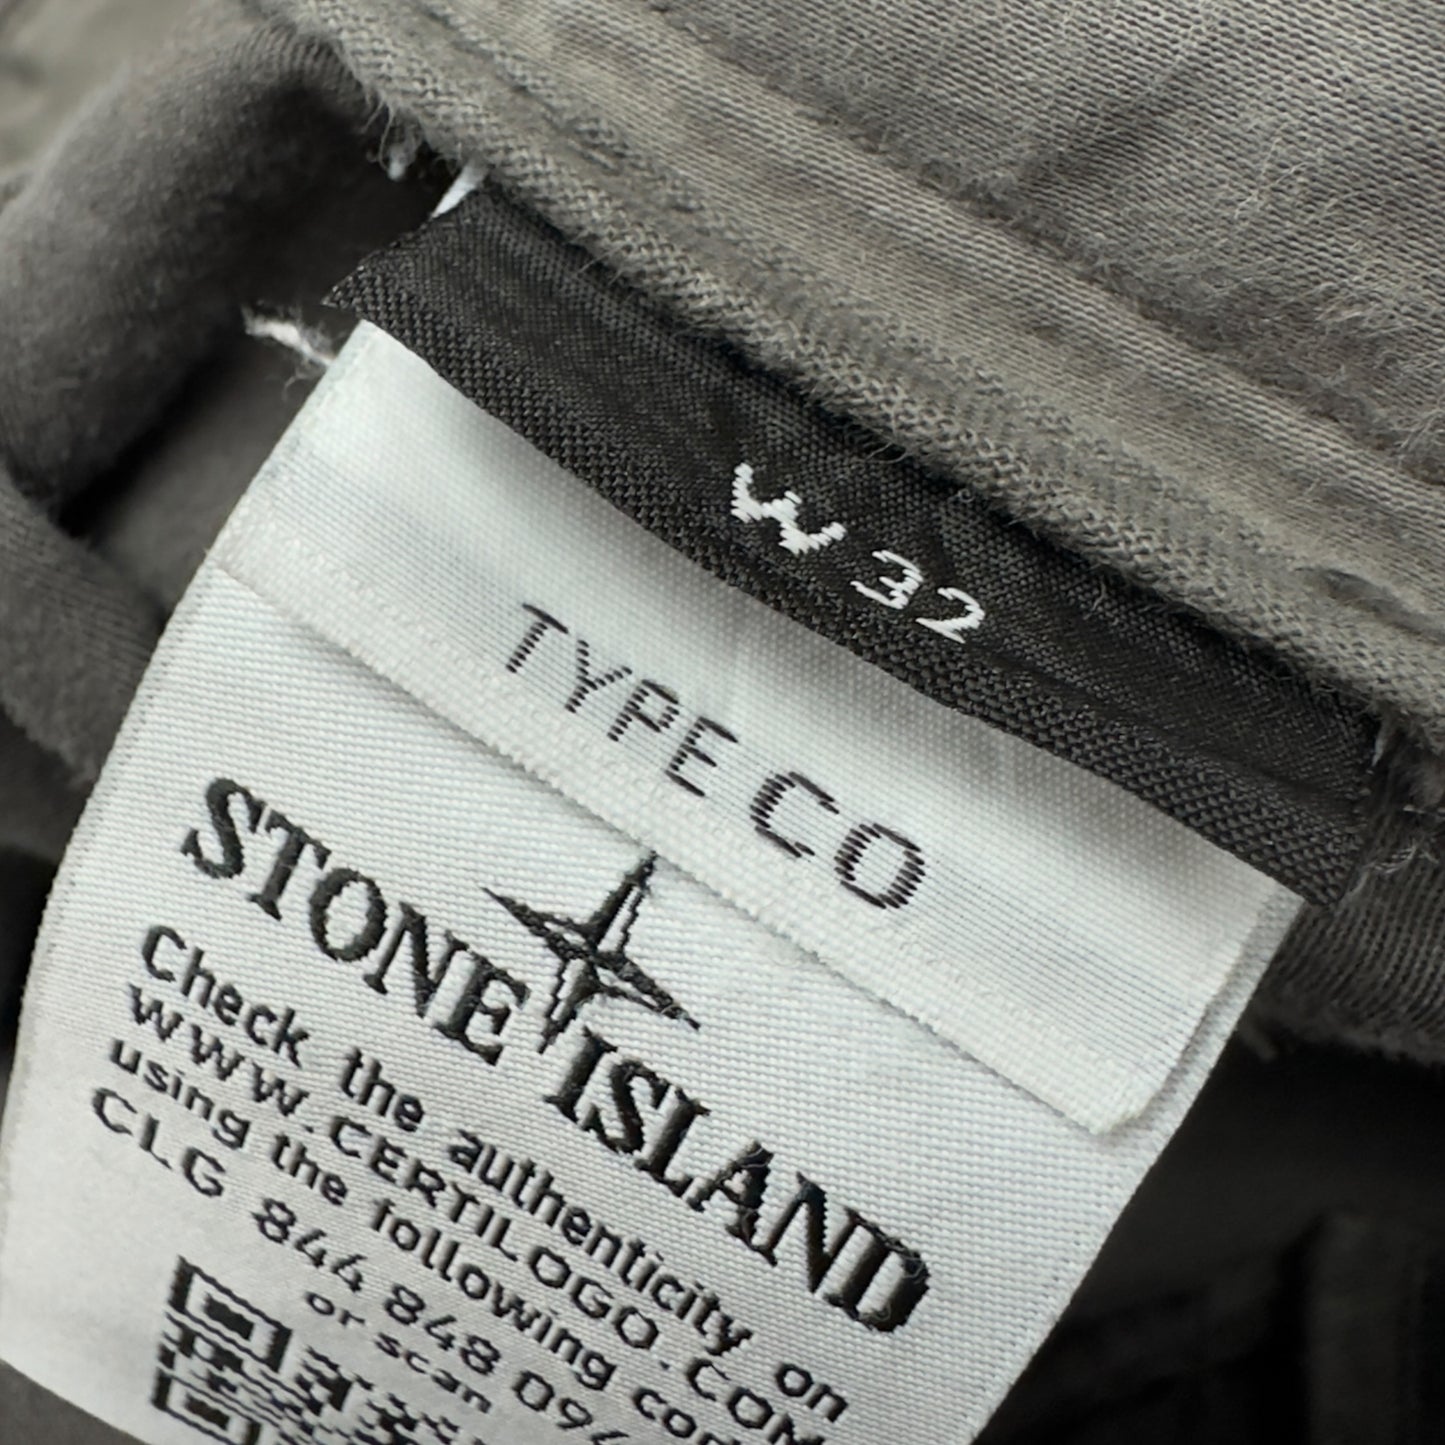 W 32
TYPE CO
STONE ISLAND
Check the authenticity on
WWW.CERTILOGO.COM
using the following
CLG 844 848
or scan